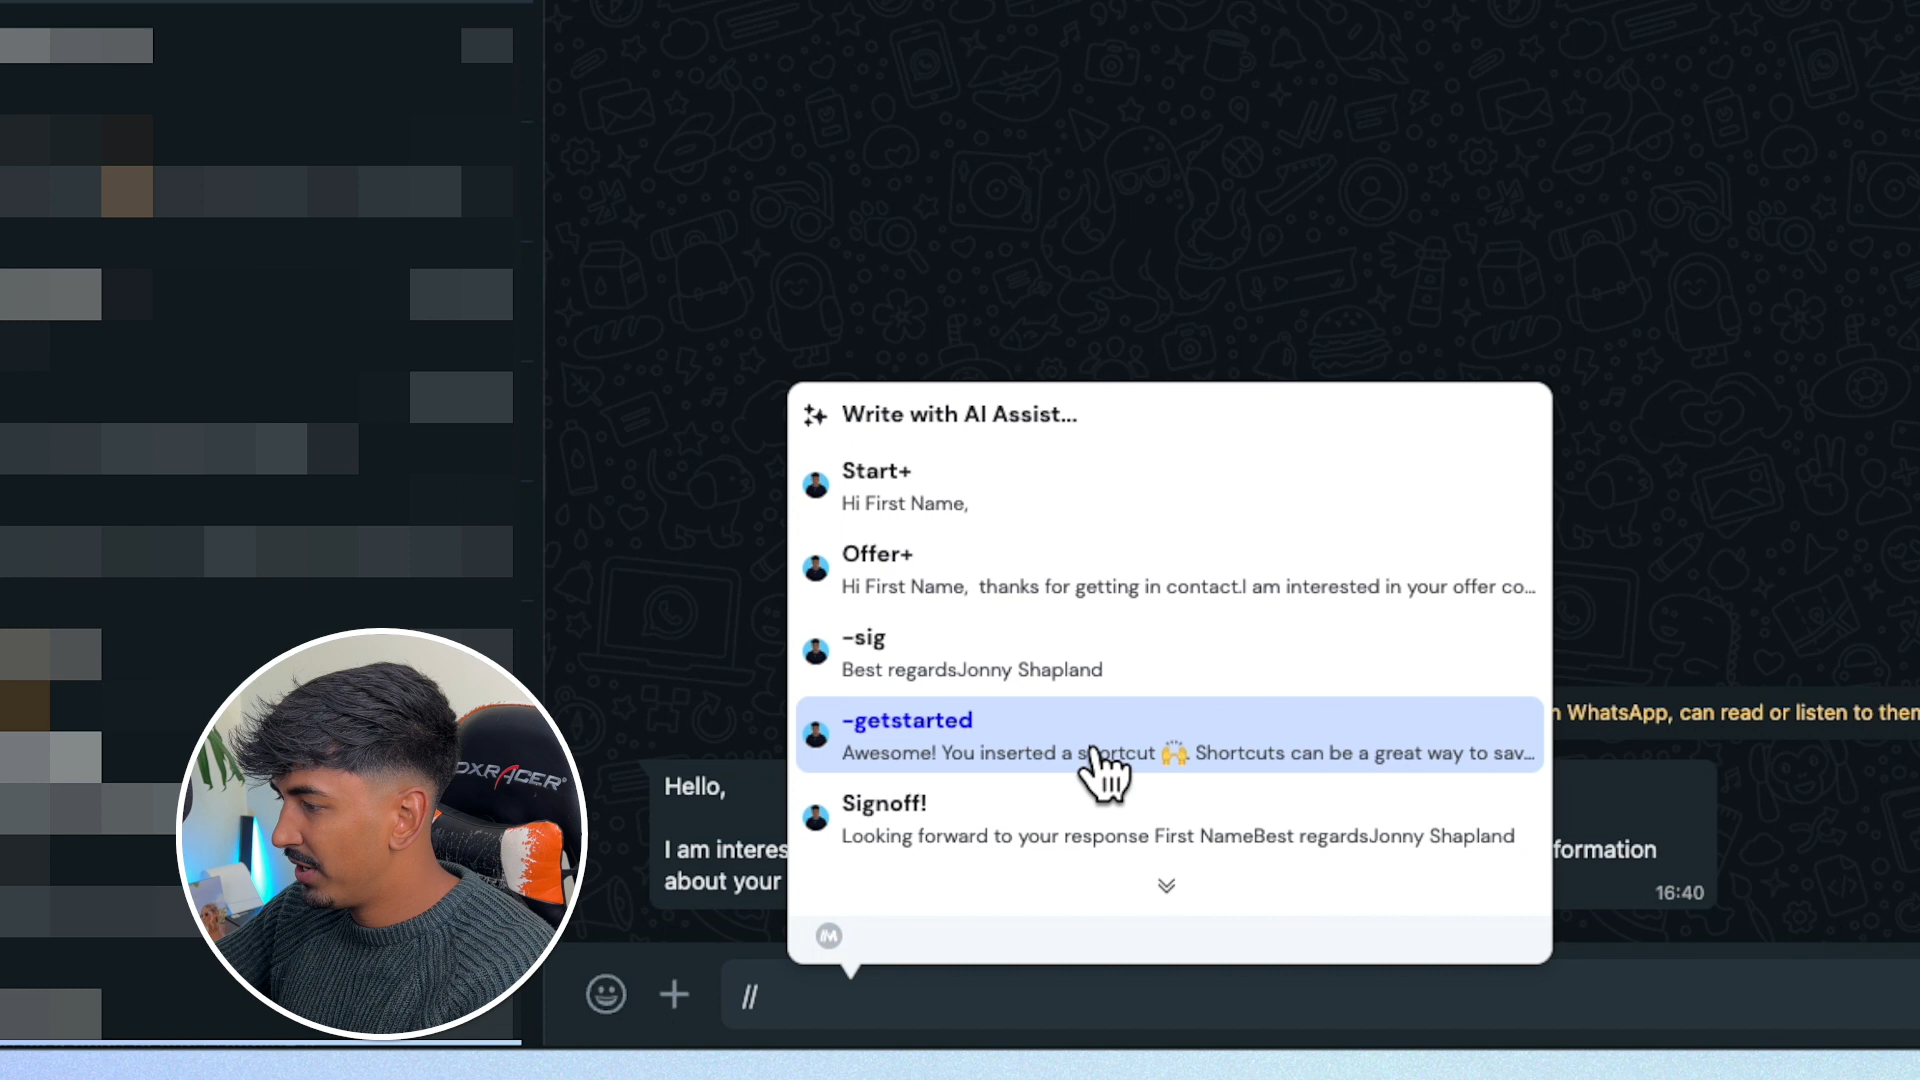 Write with AI Assist...
Start+
Hi First Name,
Offer+
Hi First Name,  thanks for getting in contact.I am interested in your offer co...
-sig
Best regardsJonny Shapland
-getstarted
Awesome! You inserted a shortcut 🙌 Shortcuts can be a great way to sav...
Signoff!
Looking forward to your response First NameBest regardsJonny Shapland
WhatsApp, can read or listen to them
Hello,
I am interes
formation
about your
16:40
//
DXRACER